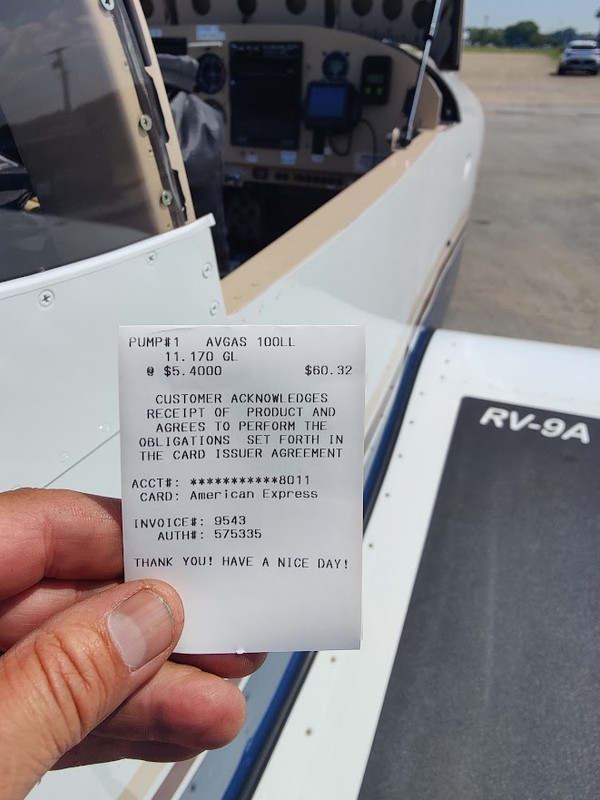 PUMP#1 AVGAS 100LL
11.170 GL
@ $5.4000 $60.32
CUSTOMER ACKNOWLEDGES
RECEIPT OF PRODUCT AND
AGREES TO PERFORM THE
OBLIGATIONS SET FORTH IN
THE CARD ISSUER AGREEMENT
ACCT#: ***********8011
CARD: American Express
INVOICE#: 9543
AUTH#: 575335
THANK YOU! HAVE A NICE DAY!
RV-9A